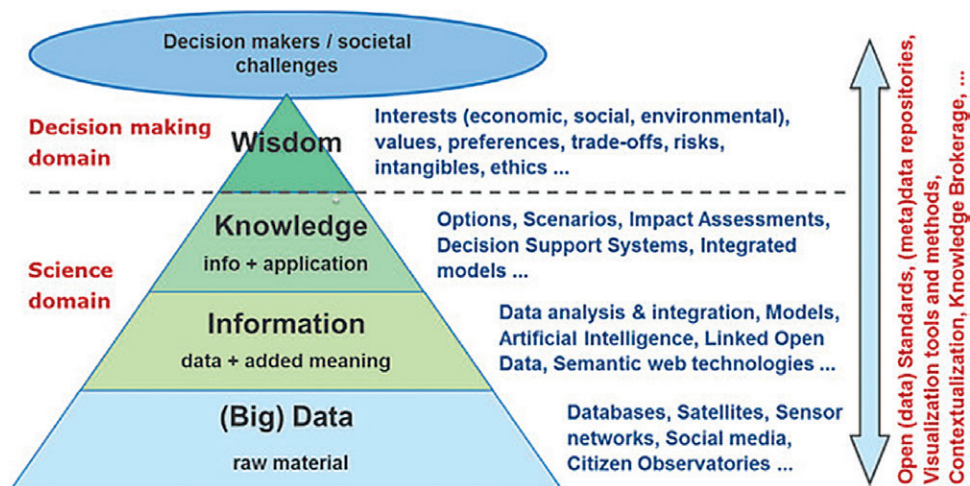 Decision makers / societal
challenges
Decision making
domain
Wisdom
Interests (economic, social, environmental),
values, preferences, trade-offs, risks,
intangibles, ethics ...
Science
domain
Knowledge
info + application
Options, Scenarios, Impact Assessments,
Decision Support Systems, Integrated
models ...
Information
data + added meaning
Data analysis & integration, Models,
Artificial Intelligence, Linked Open
Data, Semantic web technologies ...
(Big) Data
raw material
Databases, Satellites, Sensor
networks, Social media,
Citizen Observatories ...
Open (data) Standards, (meta)data repositories,
Visualization tools and methods,
Contextualization, Knowledge Brokerage, ...